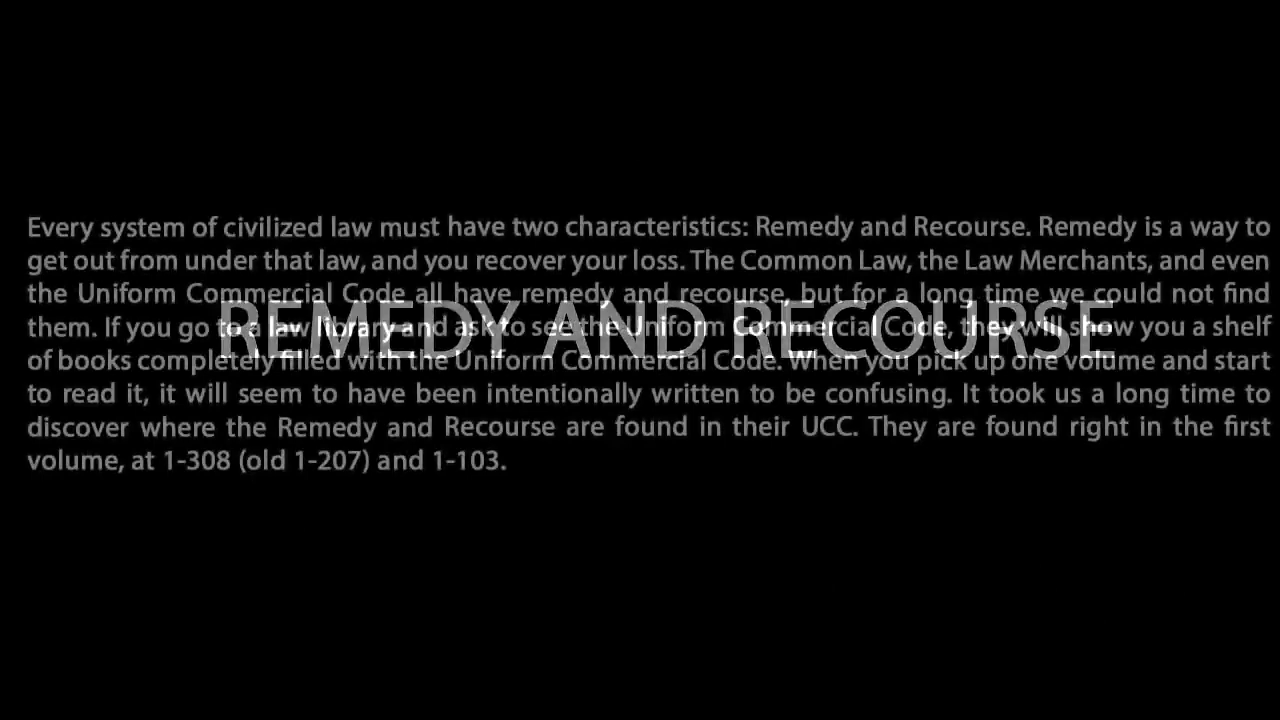 Every system of civilized law must have two characteristics: Remedy and Recourse. Remedy is a way to
get out from under that law, and you recover your loss. The Common Law, the Law Merchants, and even
the Uniform Commercial Code all have remedy and recourse, but for a long time we could not find
REMEDY AND RECOURSE
them. If you go to a law library and ask to see the Uniform Commercial Code, they will show you a shelf
of books completely filled with the Uniform Commercial Code. When you pick up one volume and start
to read it, it will seem to have been intentionally written to be confusing. It took us a long time to
discover where the Remedy and Recourse are found in their UCC. They are found right in the first
volume, at 1-308 (old 1-207) and 1-103.